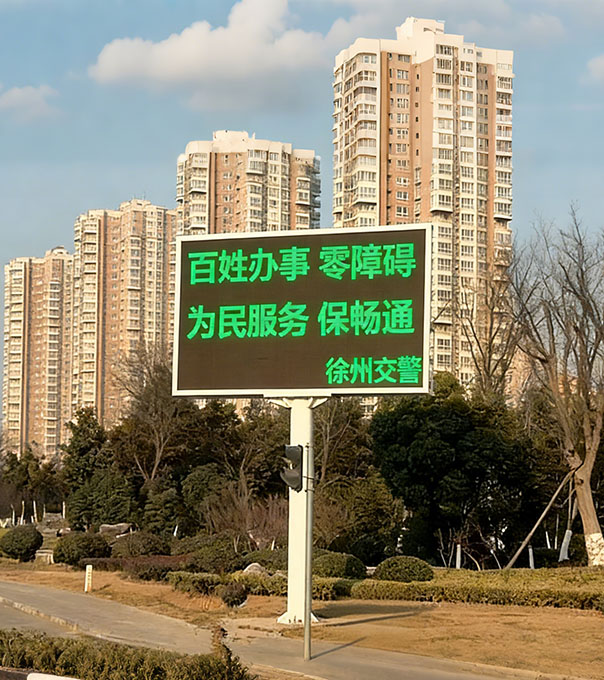 百姓办事 零障碍
为民服务 保畅通
徐州交警